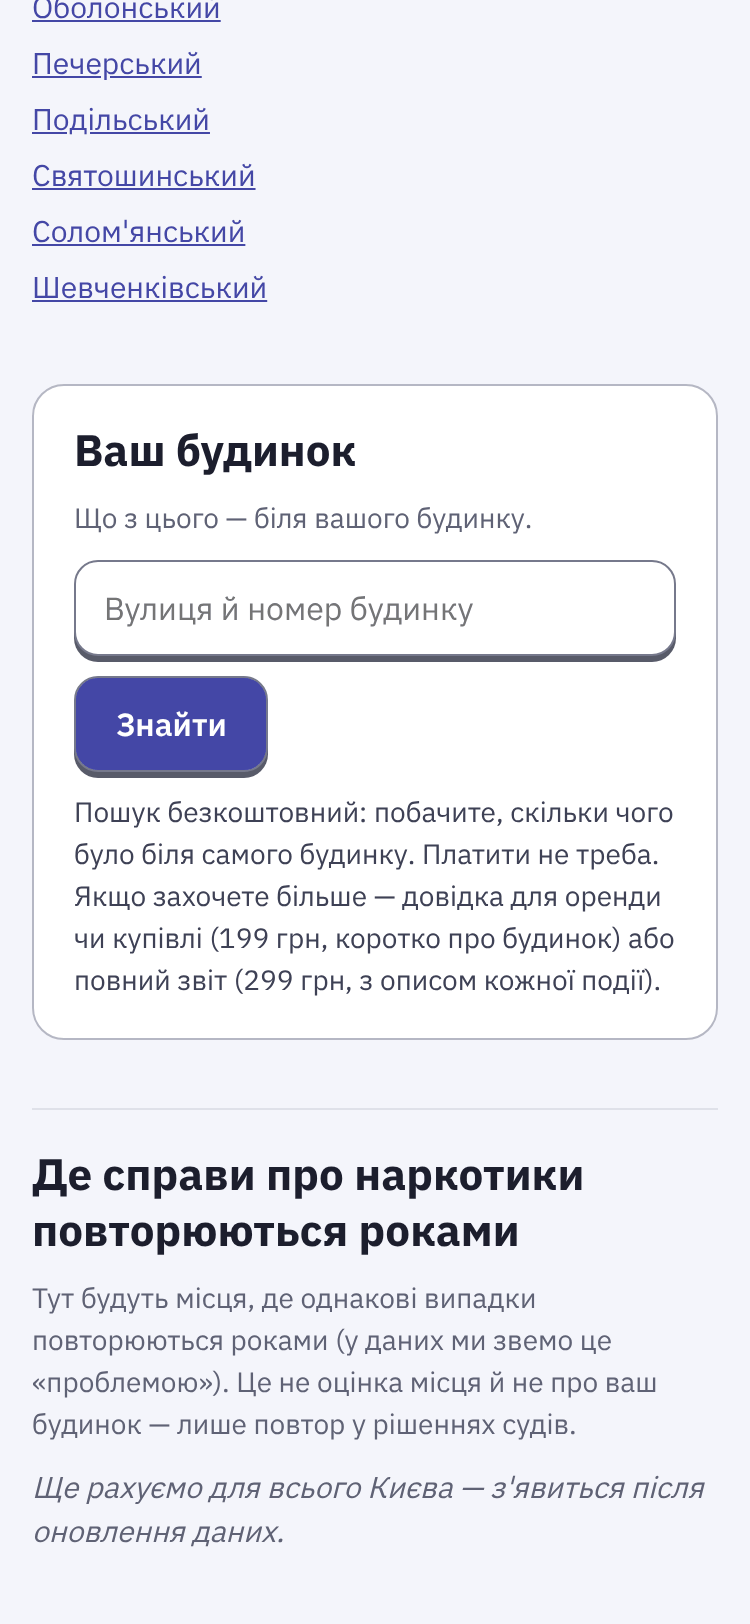 Оболонський
Печерський
Подільський
Святошинський
Солом'янський
Шевченківський
Ваш будинок
Що з цього — біля вашого будинку.
Вулиця й номер будинку
Знайти
Пошук безкоштовний: побачите, скільки чого
було біля самого будинку. Платити не треба.
Якщо захочете більше — довідка для оренди
чи купівлі (199 грн, коротко про будинок) або
повний звіт (299 грн, з описом кожної події).
Де справи про наркотики
повторюються роками
Тут будуть місця, де однакові випадки
повторюються роками (у даних ми звемо це
«проблемою»). Це не оцінка місця й не про ваш
будинок — лише повтор у рішеннях судів.
Ще рахуємо для всього Києва — з'явиться після
оновлення даних.